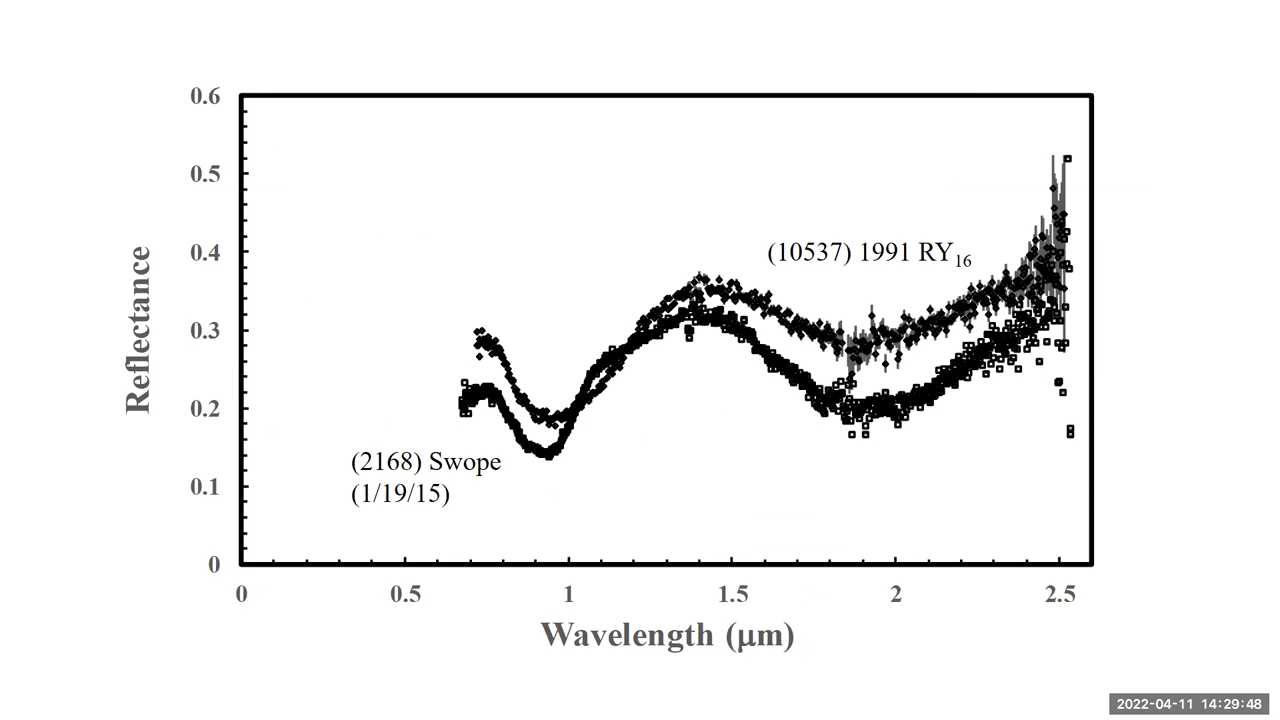 0.6
0.5
0.4
0.3
0.2
0.1
0
Reflectance
(10537) 1991 RY₁₆
(2168) Swope
(1/19/15)
0 0.5 1 1.5 2 2.5
Wavelength (μm)
2022-04-11 14:29:48